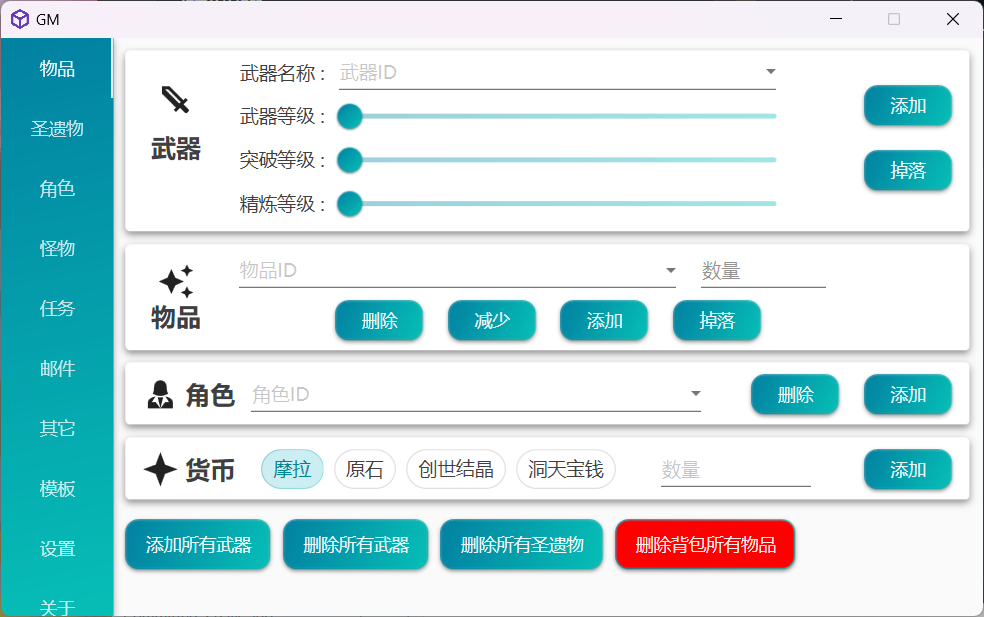 GM
物品
圣遗物
角色
怪物
任务
邮件
其它
模板
设置
关于
武器
武器名称： 武器ID
武器等级：
突破等级：
精炼等级：
添加
掉落
物品
物品ID
数量
删除 减少 添加 掉落
角色 角色ID 删除 添加
货币 摩拉 原石 创世结晶 洞天宝钱 数量 添加
添加所有武器 删除所有武器 删除所有圣遗物 删除背包所有物品